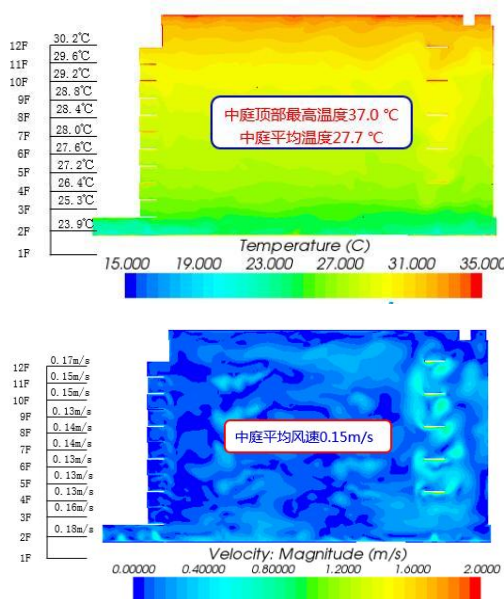 12F
30.2℃
11F
29.6℃
10F
29.2℃
9F
28.8℃
8F
28.4℃
7F
28.0℃
6F
27.6℃
5F
27.2℃
4F
26.4℃
3F
25.3℃
2F
23.9℃
1F
中庭顶部最高温度37.0 ℃
中庭平均温度27.7 ℃
Temperature (C)
15.000 19.000 23.000 27.000 31.000 35.000
0.17m/s
12F
0.15m/s
11F
0.15m/s
10F
0.13m/s
9F
0.14m/s
8F
0.14m/s
7F
0.13m/s
6F
0.13m/s
5F
0.13m/s
4F
0.16m/s
3F
0.18m/s
2F
1F
中庭平均风速0.15m/s
Velocity: Magnitude (m/s)
0.00000 0.40000 0.80000 1.2000 1.6000 2.0000